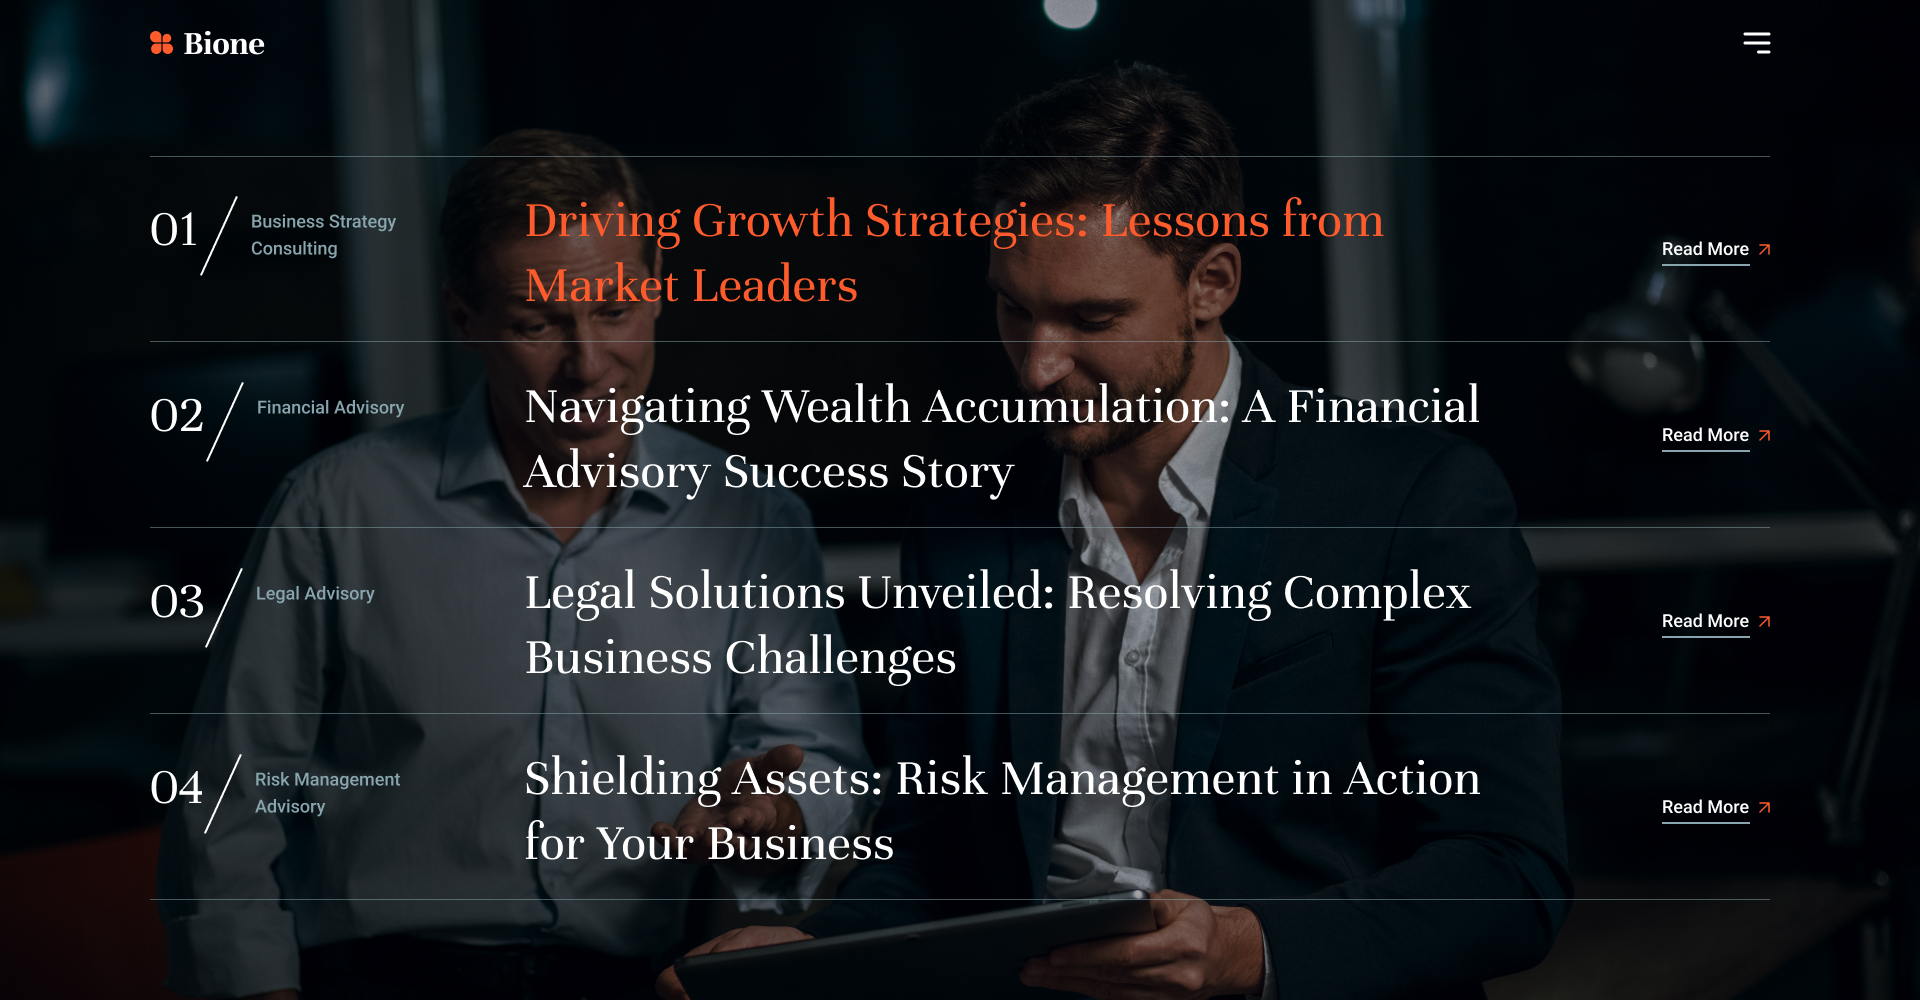 Bione
01
Business Strategy
Consulting
Driving Growth Strategies: Lessons from
Market Leaders
Read More
02
Financial Advisory
Navigating Wealth Accumulation: A Financial
Advisory Success Story
Read More
03
Legal Advisory
Legal Solutions Unveiled: Resolving Complex
Business Challenges
Read More
04
Risk Management
Advisory
Shielding Assets: Risk Management in Action
for Your Business
Read More